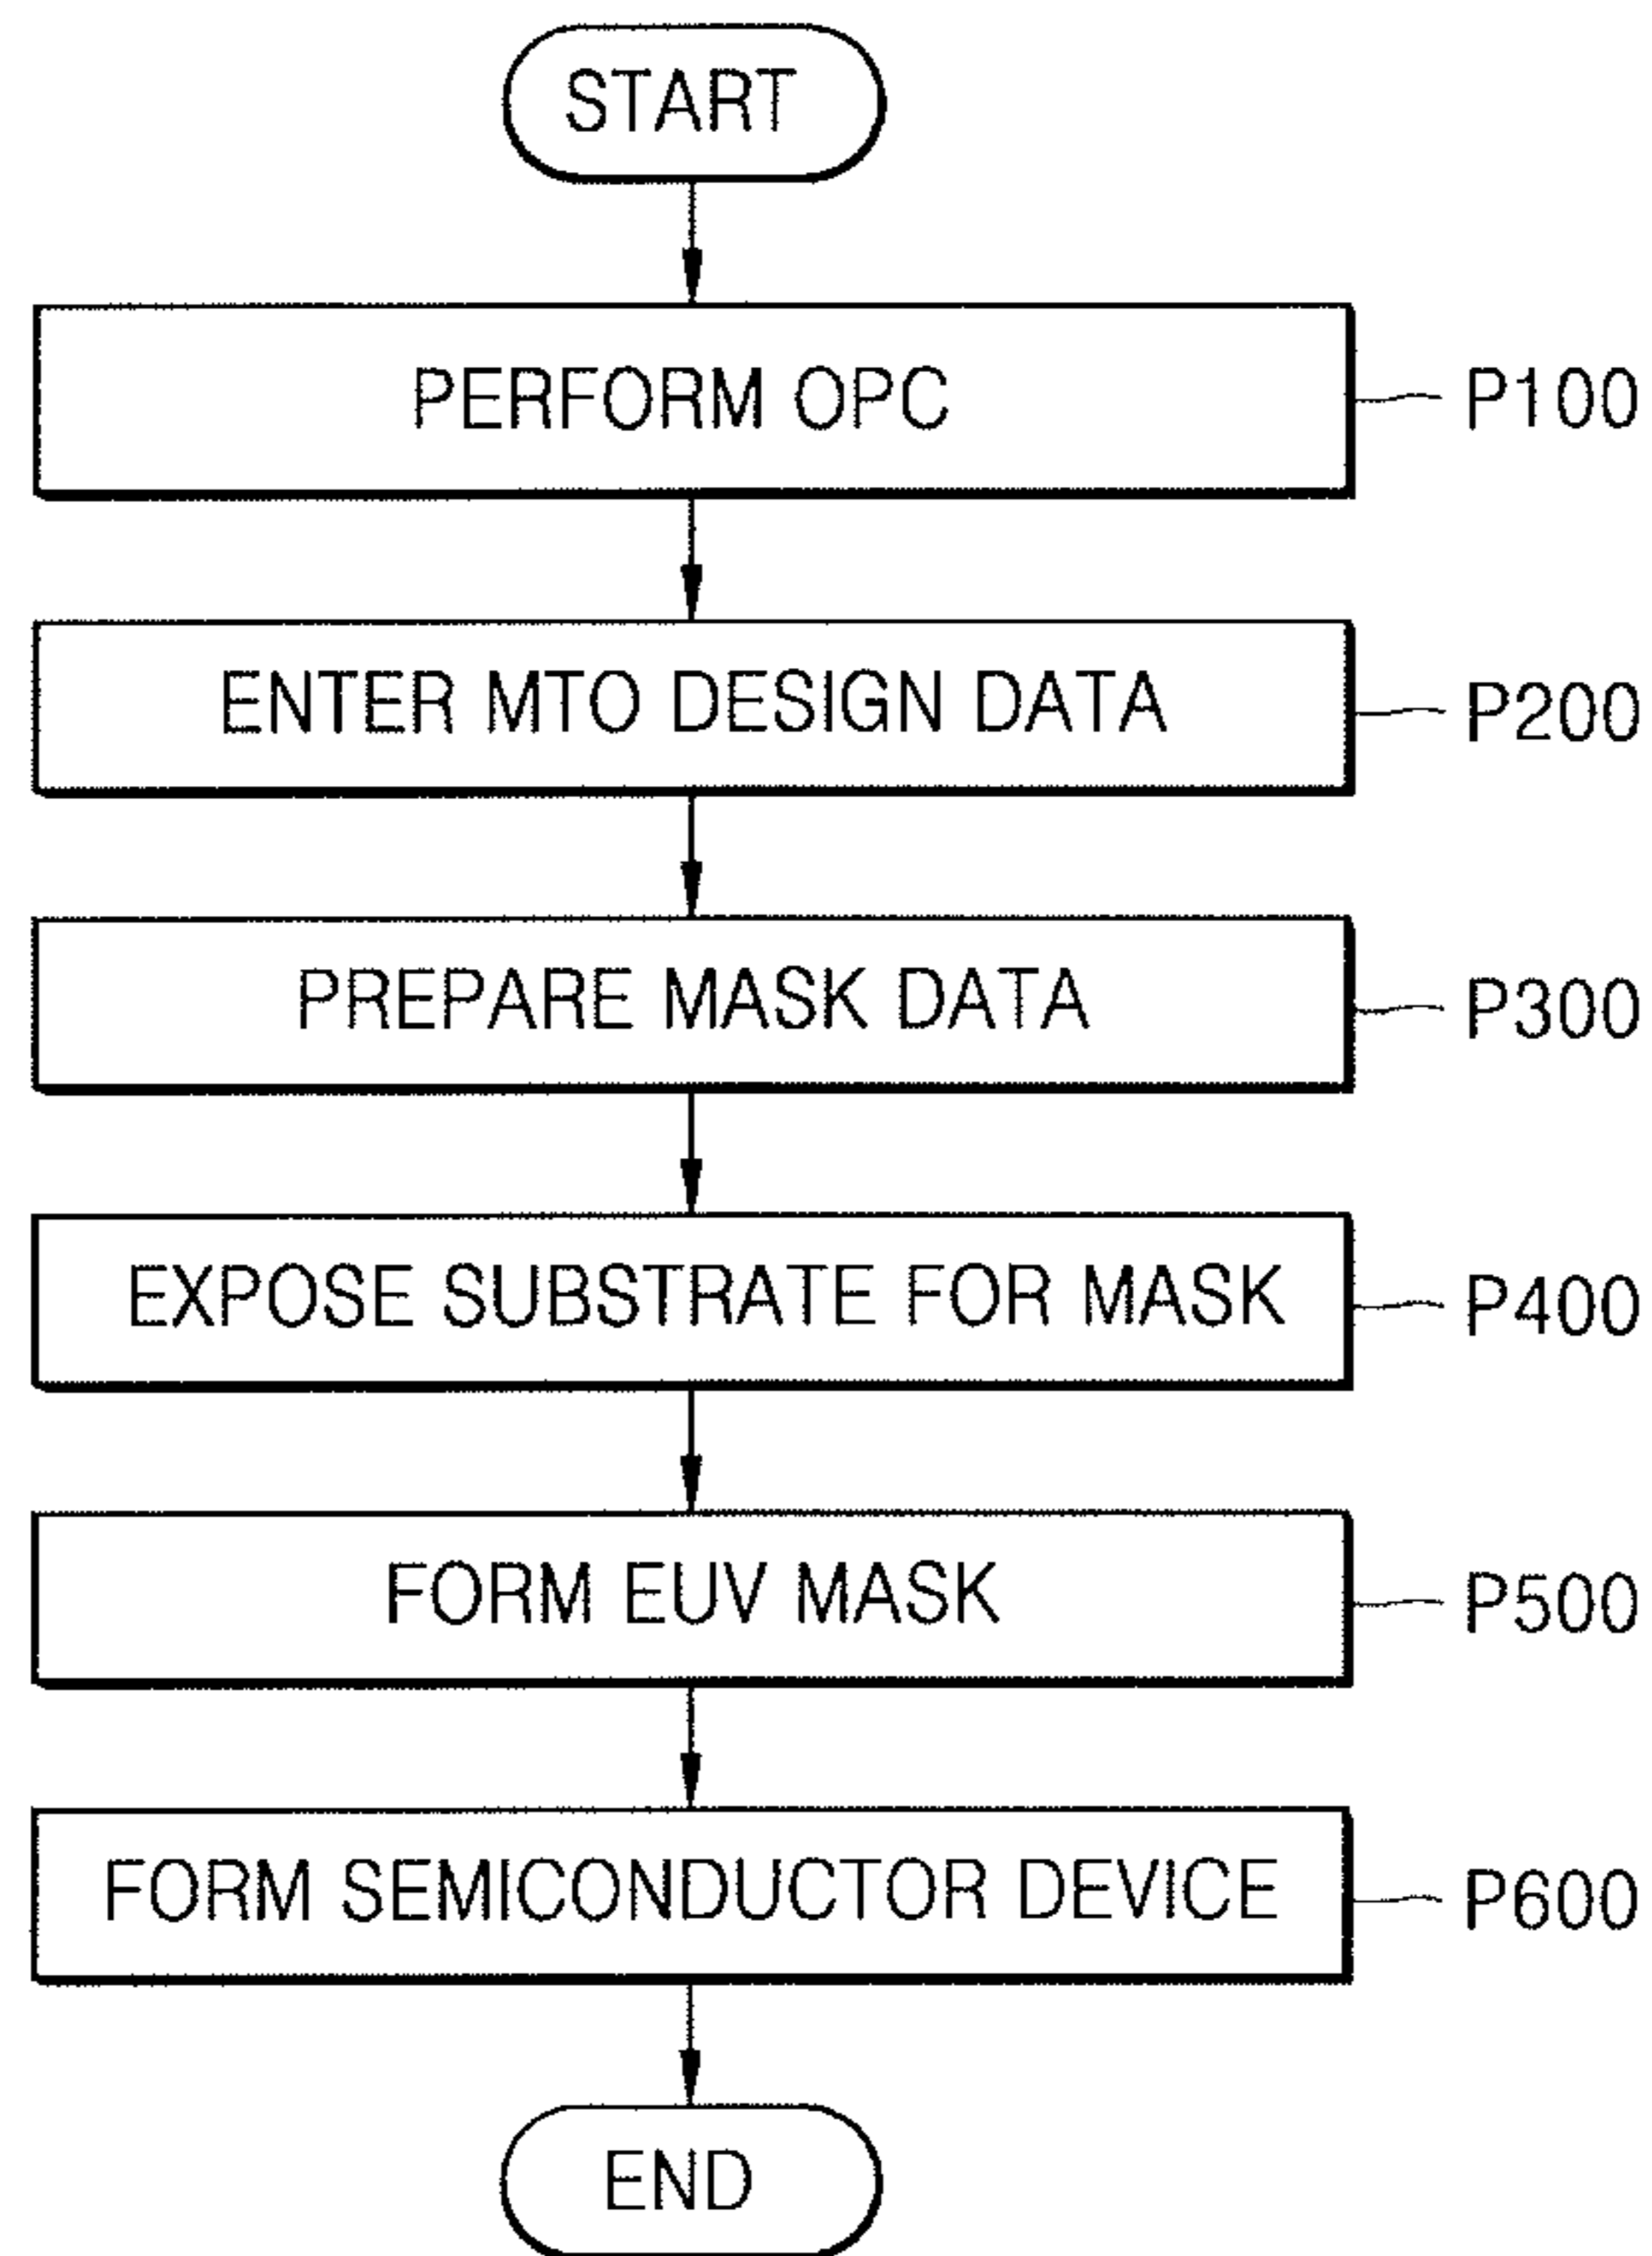 START
PERFORM OPC
P100
ENTER MTO DESIGN DATA
P200
PREPARE MASK DATA
P300
EXPOSE SUBSTRATE FOR MASK
P400
FORM EUV MASK
P500
FORM SEMICONDUCTOR DEVICE
P600
END